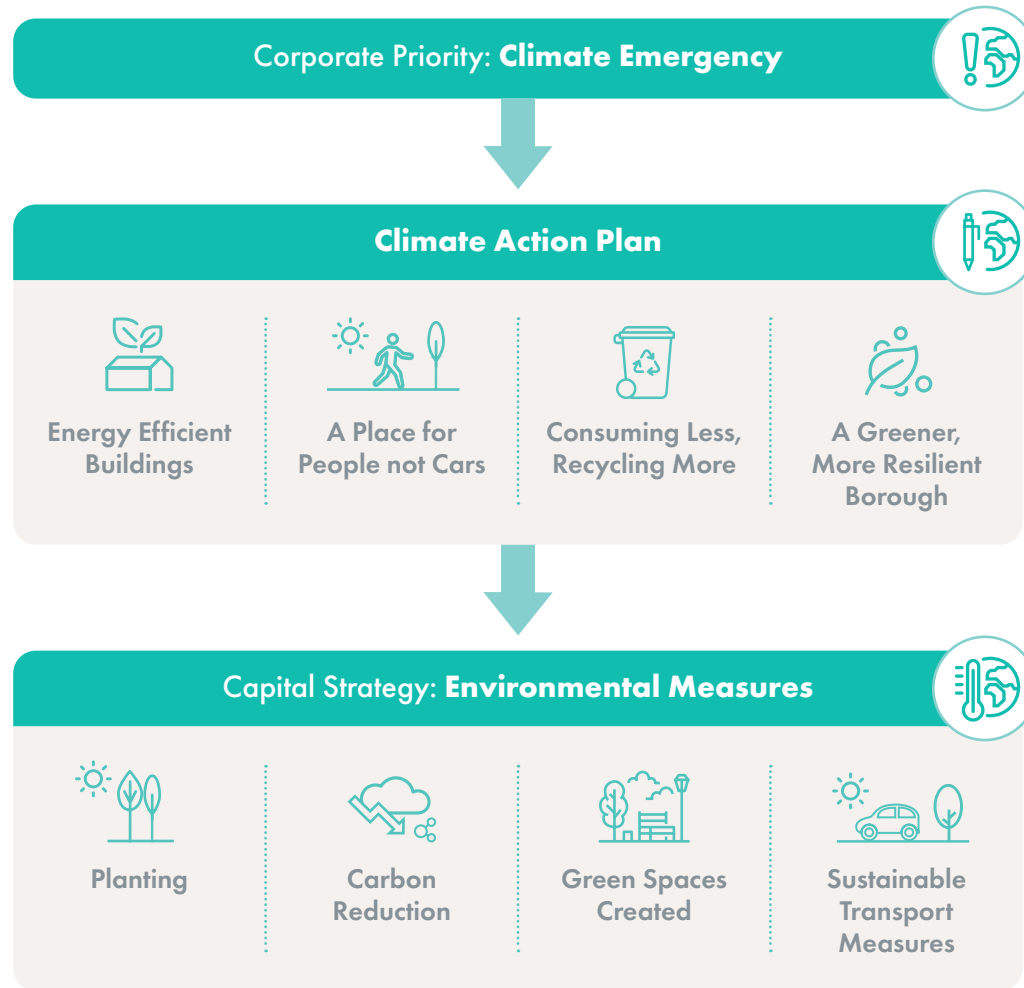 Corporate Priority: Climate Emergency
Climate Action Plan
Energy Efficient
Buildings
A Place for
People not Cars
Consuming Less,
Recycling More
A Greener,
More Resilient
Borough
Capital Strategy: Environmental Measures
Planting
Carbon
Reduction
Green Spaces
Created
Sustainable
Transport
Measures